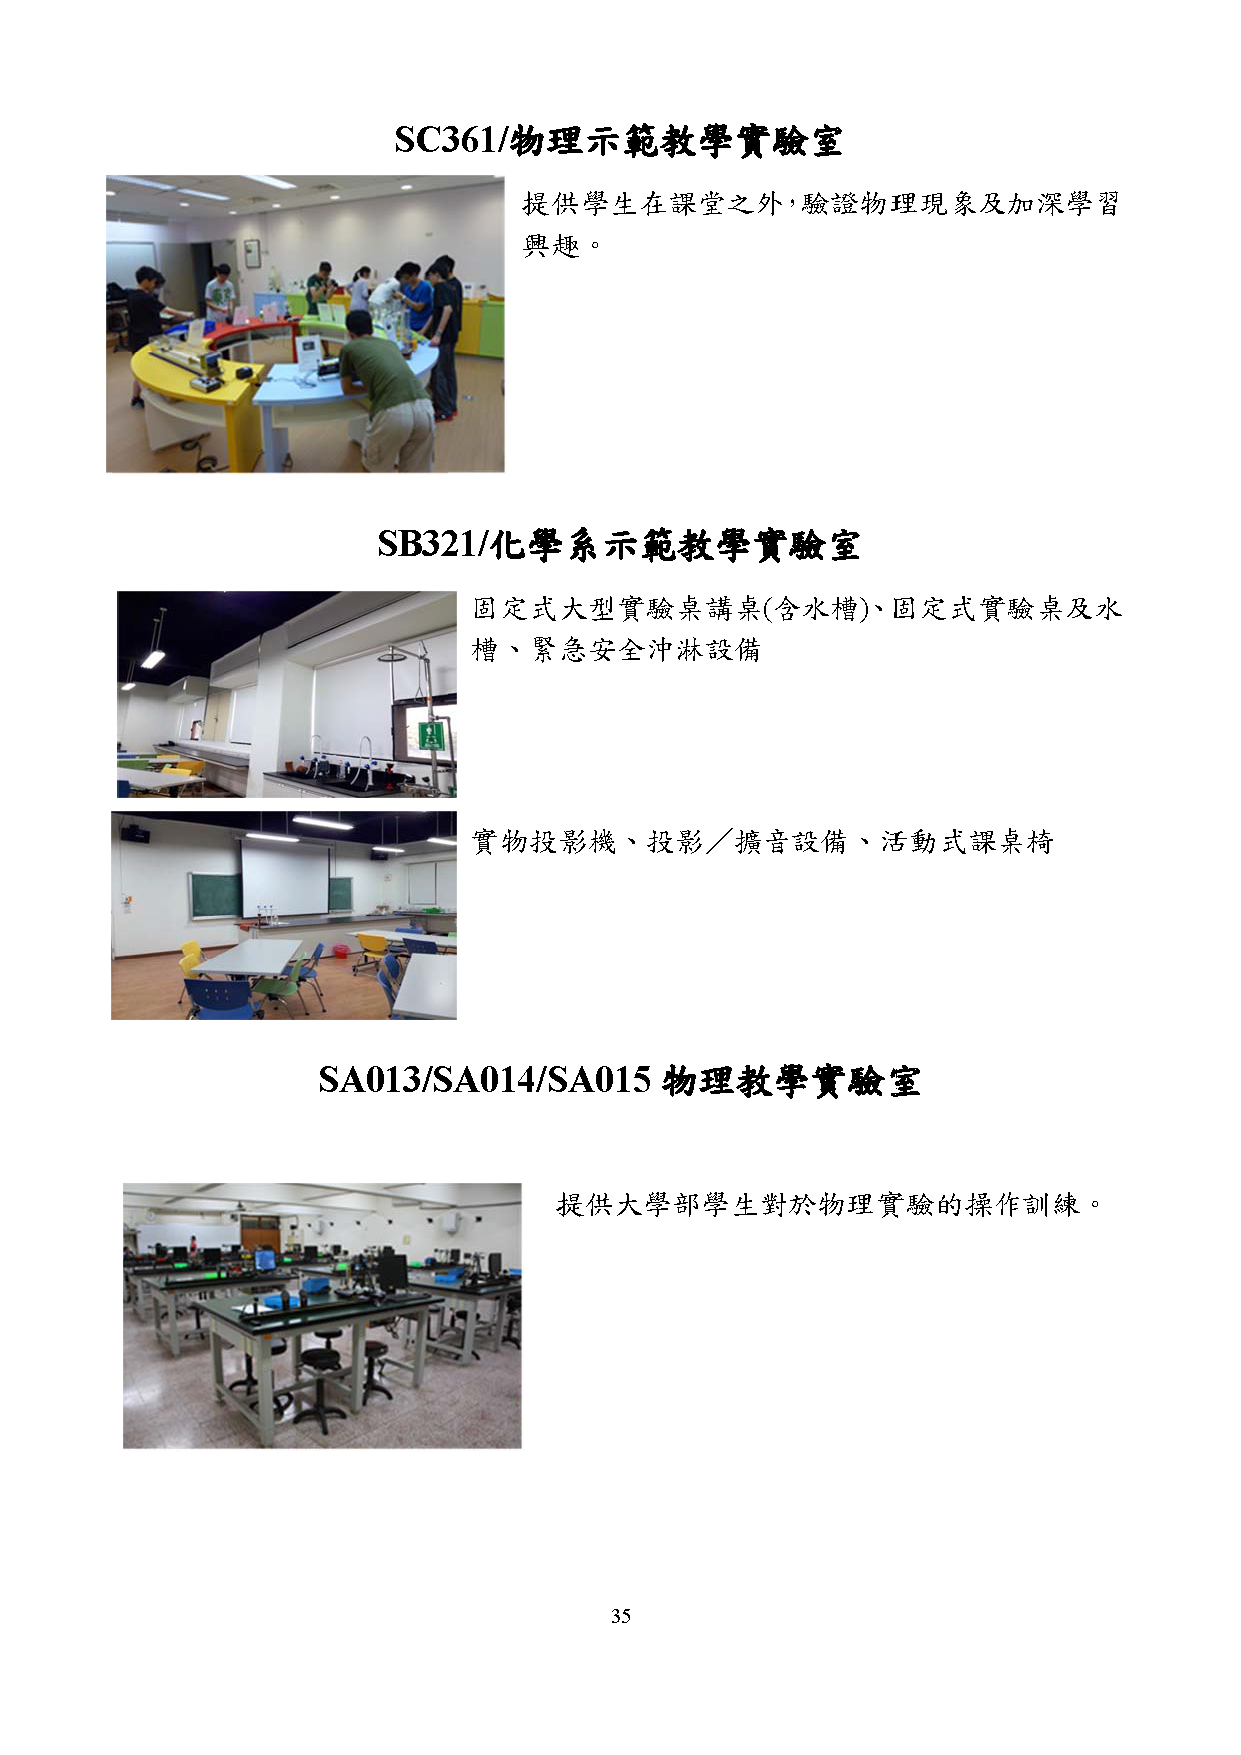 SC361/物理示範教學實驗室
提供學生在課堂之外，驗證物理現象及加深學習
興趣。
SB321/化學系示範教學實驗室
固定式大型實驗桌講桌(含水槽)、固定式實驗桌及水
槽、緊急安全沖淋設備
實物投影機、投影／擴音設備、活動式課桌椅
SA013/SA014/SA015 物理教學實驗室
提供大學部學生對於物理實驗的操作訓練。
35